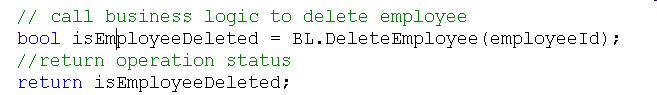 // call business logic to delete employee
bool isEmployeeDeleted = BL.DeleteEmployee(employeeId);
//return operation status
return isEmployeeDeleted;